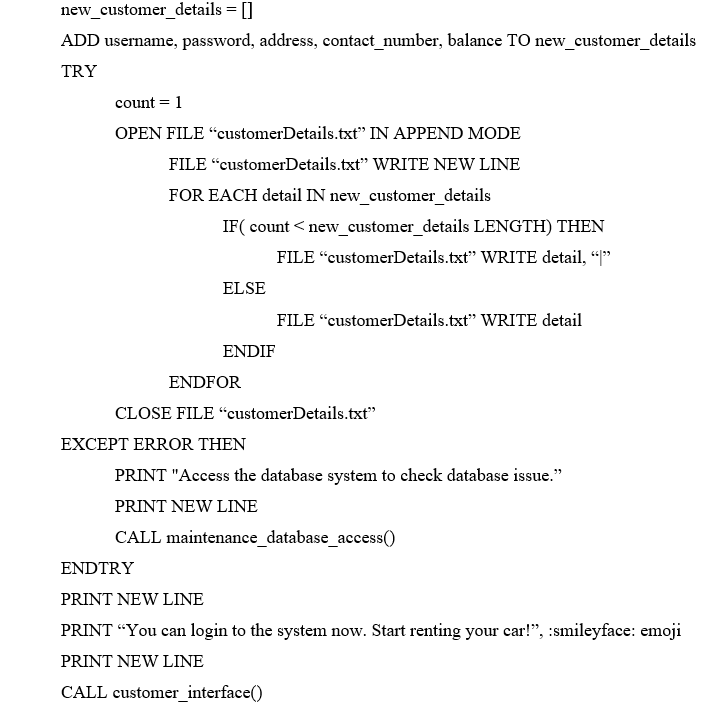 new_customer_details = []
ADD username, password, address, contact_number, balance TO new_customer_details
TRY
count = 1
OPEN FILE “customerDetails.txt” IN APPEND MODE
FILE “customerDetails.txt” WRITE NEW LINE
FOR EACH detail IN new_customer_details
IF( count < new_customer_details LENGTH) THEN
FILE “customerDetails.txt” WRITE detail, “|”
ELSE
FILE “customerDetails.txt” WRITE detail
ENDIF
ENDFOR
CLOSE FILE “customerDetails.txt”
EXCEPT ERROR THEN
PRINT "Access the database system to check database issue.”
PRINT NEW LINE
CALL maintenance_database_access()
ENDTRY
PRINT NEW LINE
PRINT “You can login to the system now. Start renting your car!”, :smileyface: emoji
PRINT NEW LINE
CALL customer_interface()